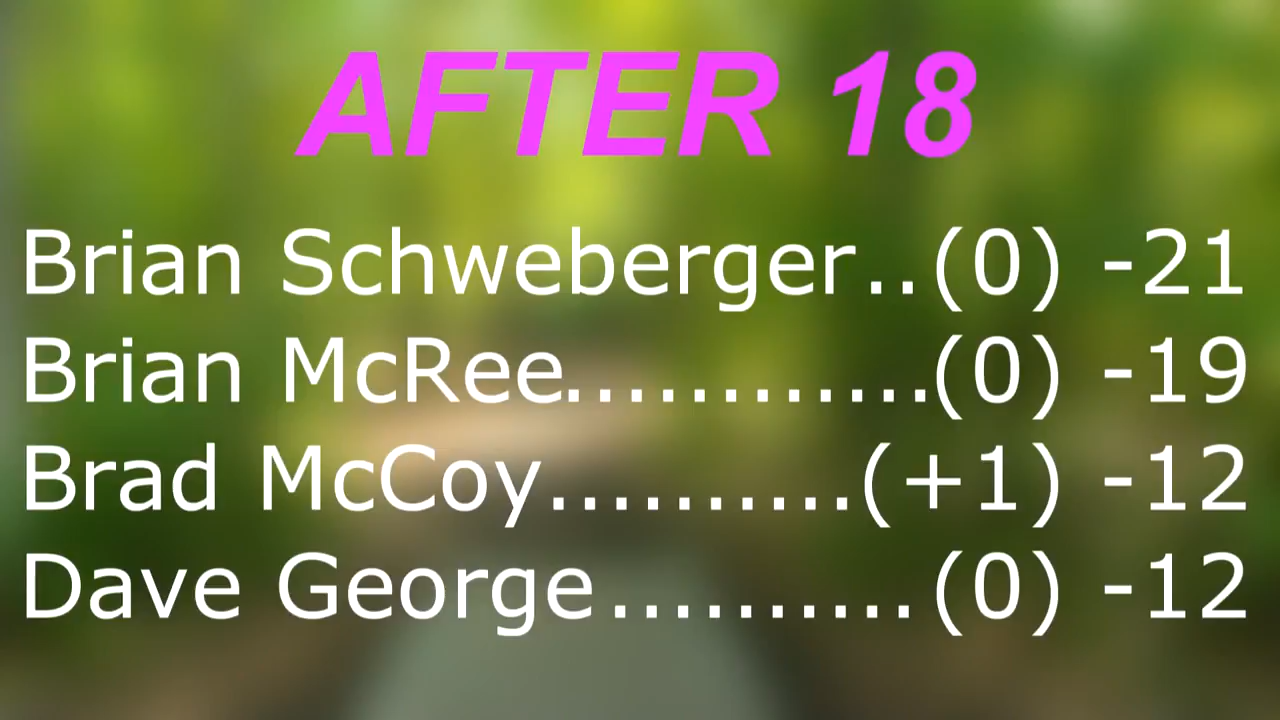 AFTER 18
Brian Schweberger..(0) -21
Brian McRee............(0) -19
Brad McCoy..........(+1) -12
Dave George..........(0) -12